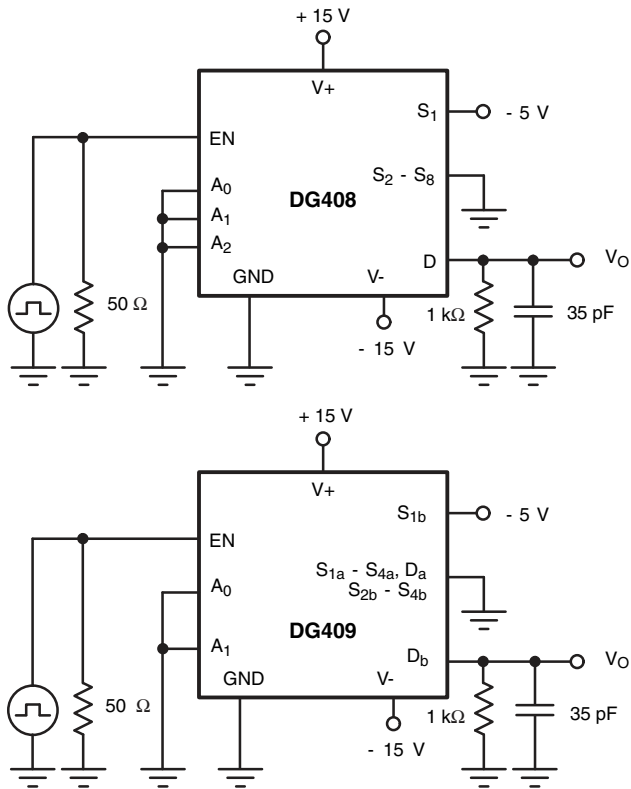 + 15 V
V+
S1
- 5 V
EN
S2 - S8
A0
DG408
A1
A2
D
VO
GND
V-
50 Ω
1 kΩ
35 pF
- 15 V
+ 15 V
V+
S1b
- 5 V
EN
S1a - S4a, Da
A0
S2b - S4b
DG409
A1
Db
VO
GND
V-
50 Ω
1 kΩ
35 pF
- 15 V